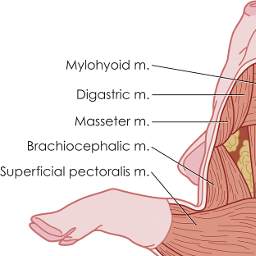 Mylohyoid m.
Digastric m.
Masseter m.
Brachiocephalic m.
Superficial pectoralis m.